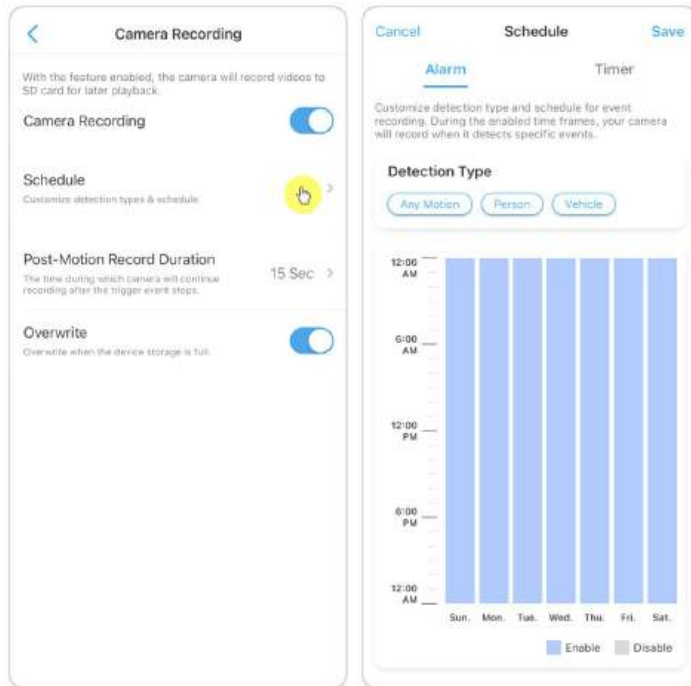 Camera Recording
With the feature enabled, the camera will record videos to
SD card for later playback.
Camera Recording
Schedule
Customize detection types & schedule.
Post-Motion Record Duration
The time during which camera will continue
recording after the trigger event stops.
15 Sec
Overwrite
Overwrite when the device storage is full.
Cancel
Schedule
Save
Alarm
Timer
Customize detection type and schedule for event
recording. During the enabled time frames, your camera
will record when it detects specific events.
Detection Type
Any Motion
Person
Vehicle
12:00
AM
6:00
AM
12:00
PM
6:00
PM
12:00
AM
Sun. Mon. Tue. Wed. Thu. Fri. Sat.
Enable
Disable